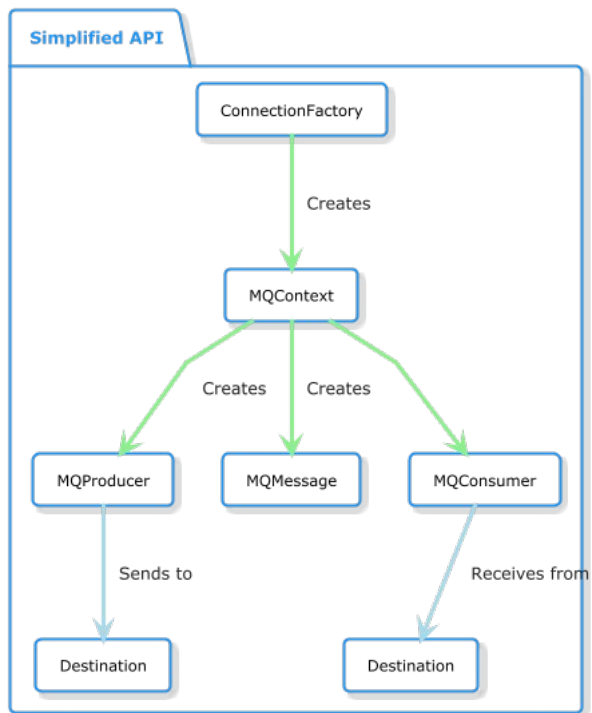 Simplified API
ConnectionFactory
Creates
MQContext
Creates
Creates
MQProducer
MQMessage
MQConsumer
Sends to
Receives from
Destination
Destination